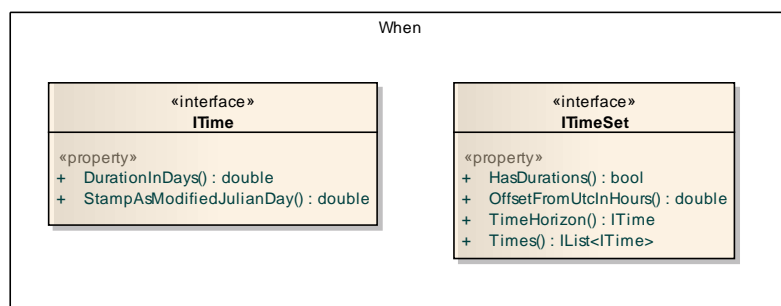 When
«interface»
ITime
«property»
+ DurationInDays() : double
+ StampAsModifiedJulianDay() : double
«interface»
ITimeSet
«property»
+ HasDurations() : bool
+ OffsetFromUtcInHours() : double
+ TimeHorizon() : ITime
+ Times() : IList<ITime>